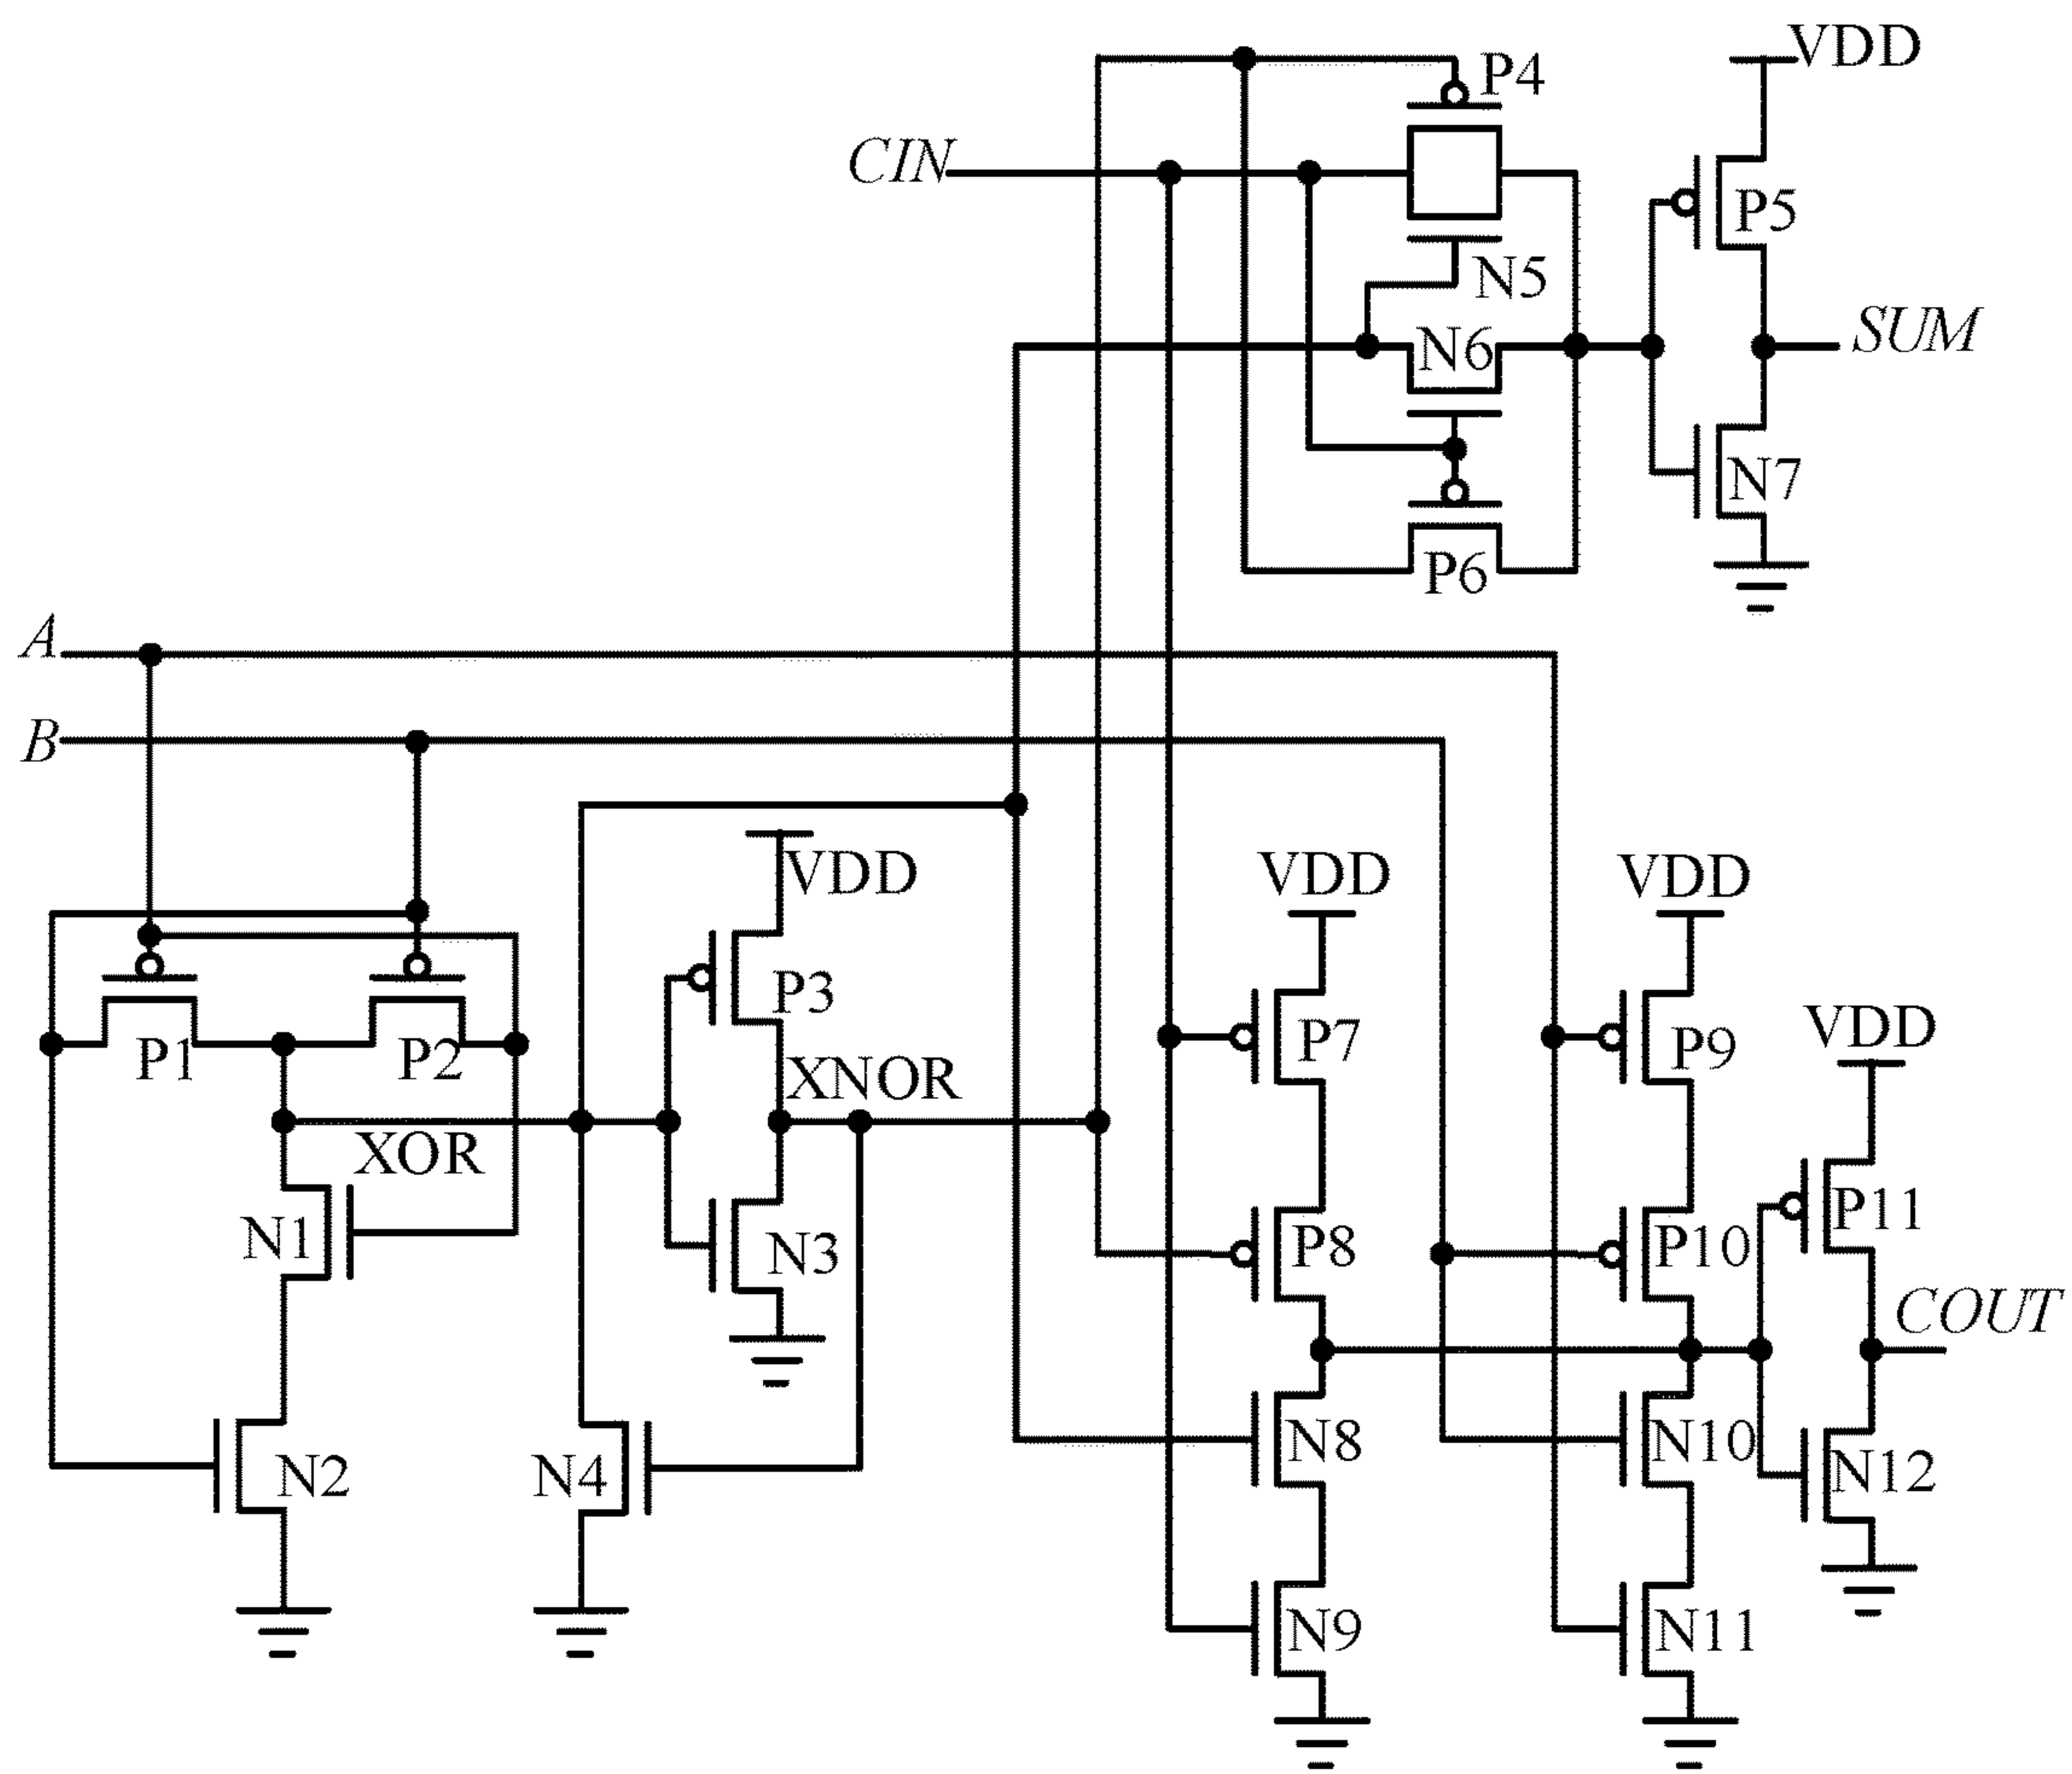 VDD
P4
CIN
P5
N5
SUM
N6
N7
P6
A
B
VDD
VDD
VDD
P3
P7
P9
VDD
P1
P2
XNOR
XOR
P11
N1
N3
P8
P10
COUT
N8
N10
N2
N4
N12
N9
N11